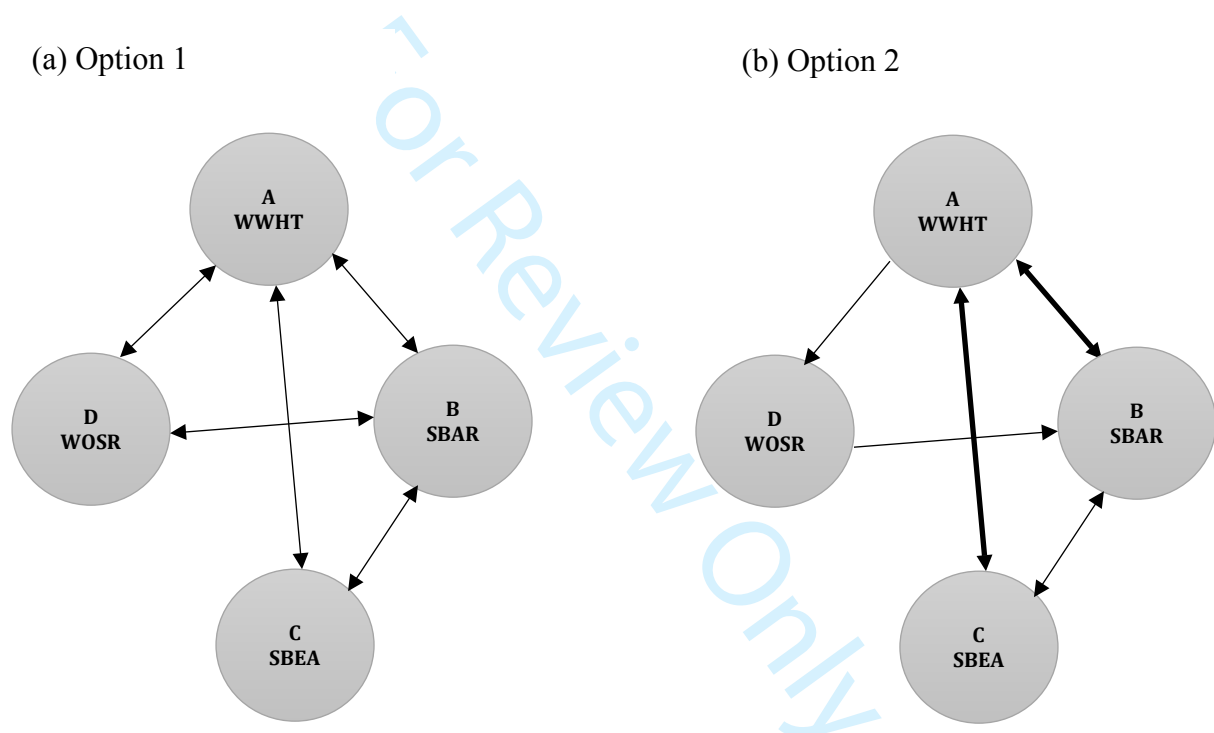 (a) Option 1
(b) Option 2
A
WWHT
D
WOSR
B
SBAR
C
SBEA
A
WWHT
D
WOSR
B
SBAR
C
SBEA
For Review Only